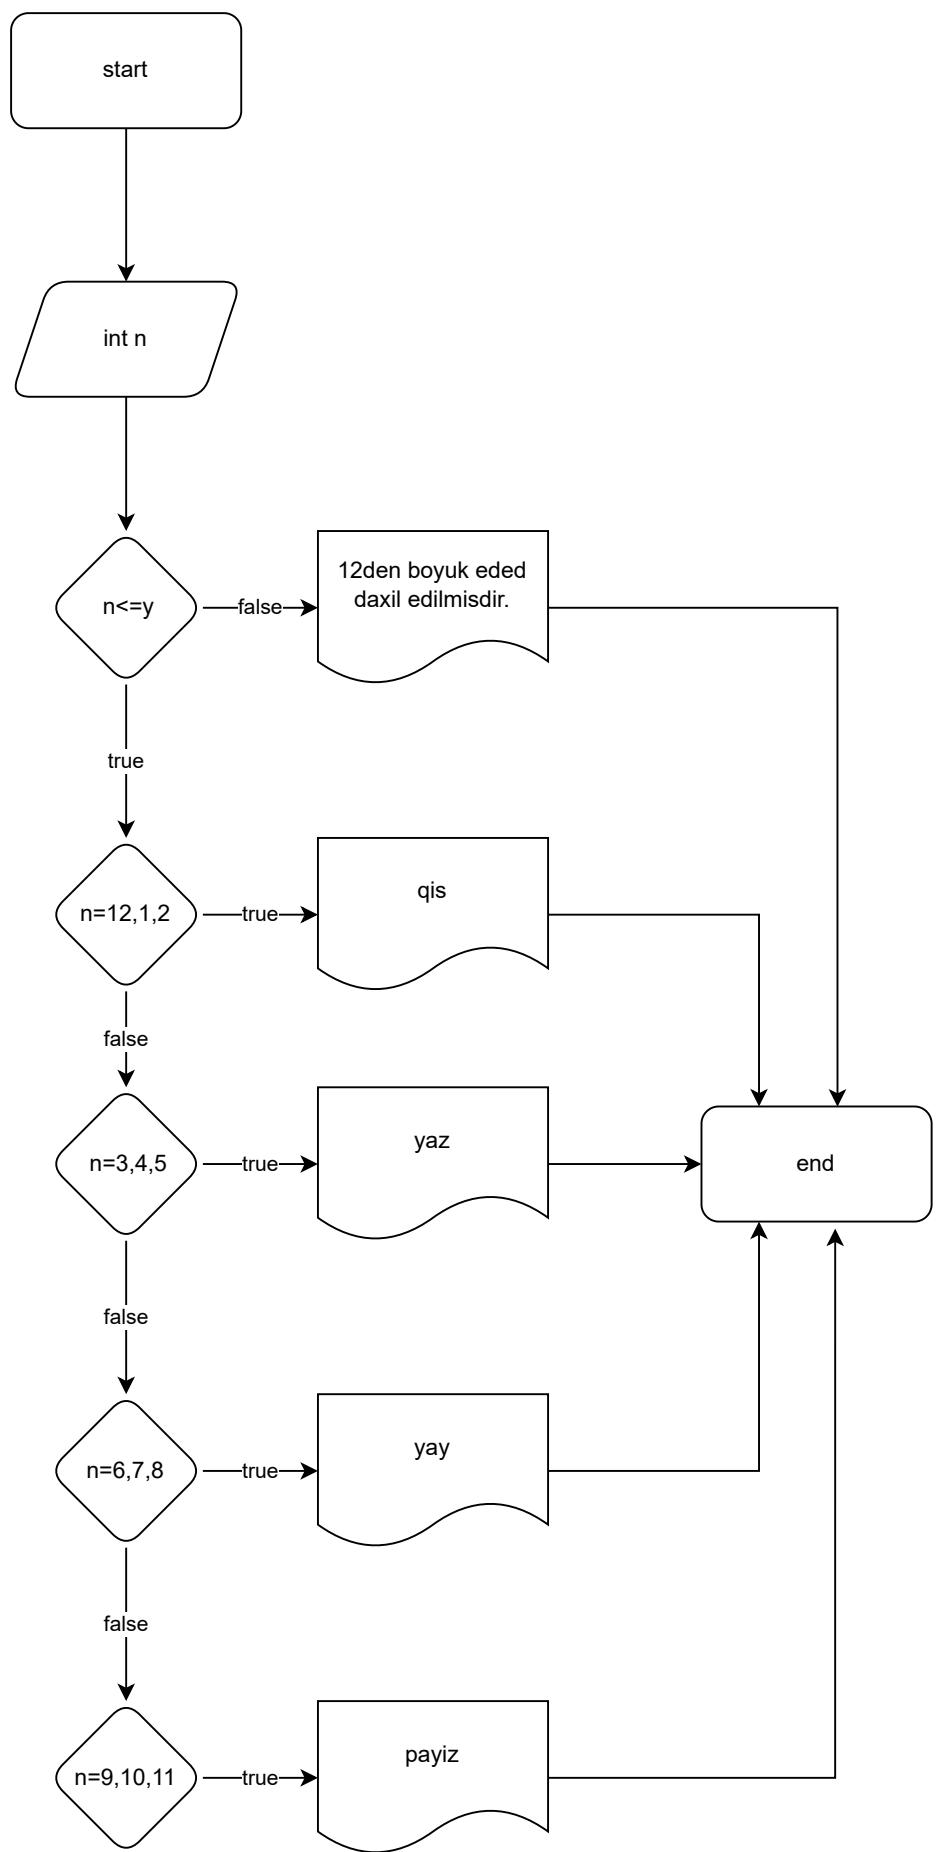 start
int n
n<=y
false
12den boyuk eded
daxil edilmisdir.
true
n=12,1,2
true
qis
false
n=3,4,5
true
yaz
end
false
n=6,7,8
true
yay
false
n=9,10,11
true
payiz